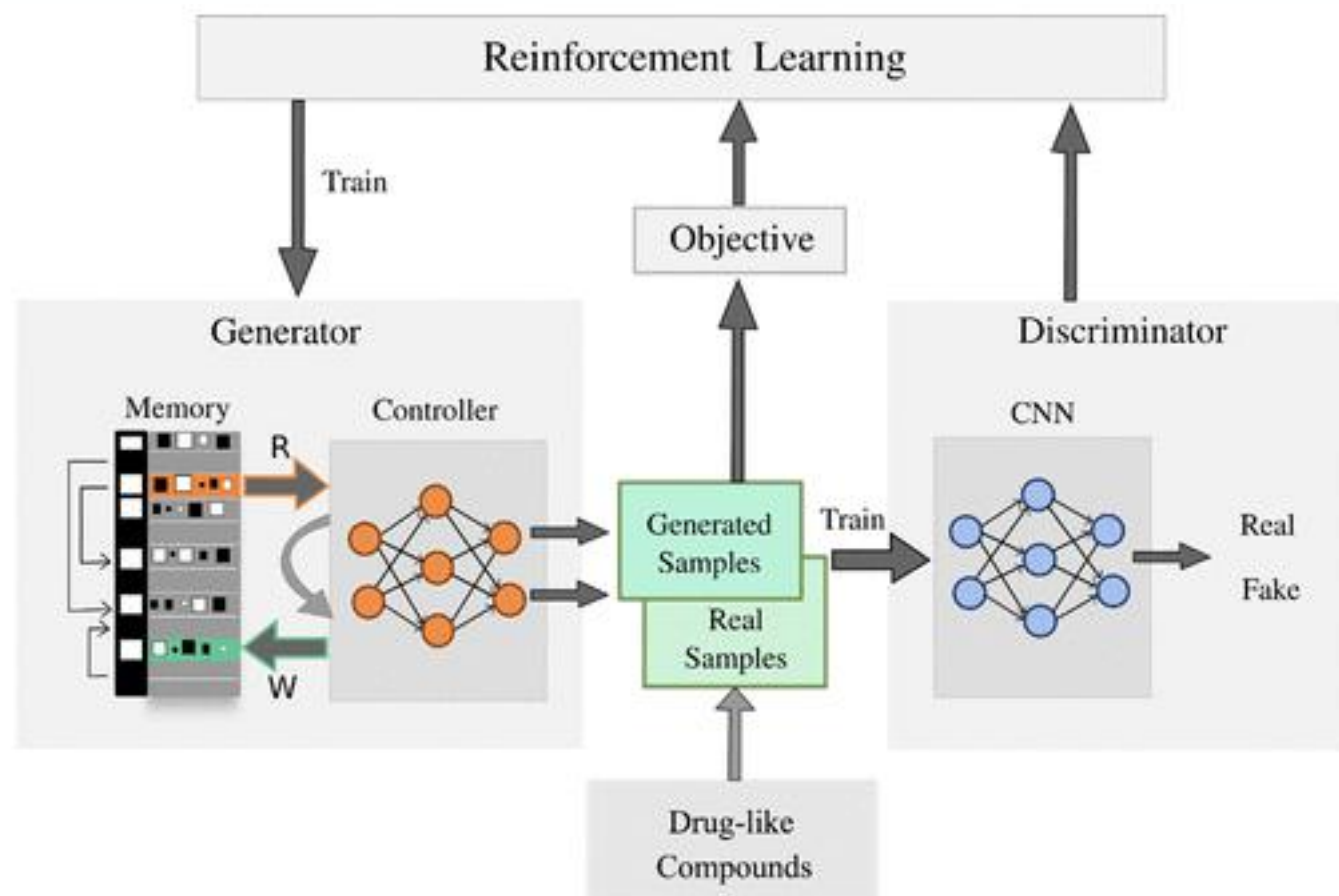 Reinforcement Learning
Train
Objective
Generator
Discriminator
Memory
Controller
CNN
R
W
Generated
Samples
Train
Real
Samples
Real
Fake
Drug-like
Compounds